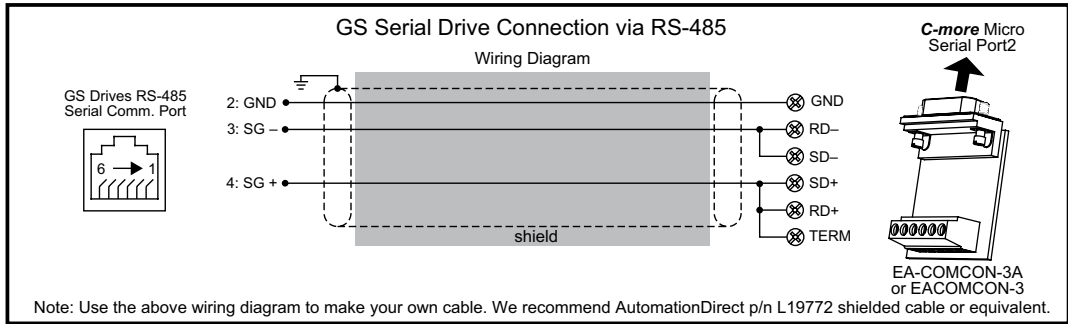 GS Serial Drive Connection via RS-485
Wiring Diagram
C-more Micro
Serial Port2
GS Drives RS-485
Serial Comm. Port
6 1
2: GND
3: SG –
4: SG +
GND
RD–
SD–
SD+
RD+
TERM
shield
EA-COMCON-3A
or EACOMCON-3
Note: Use the above wiring diagram to make your own cable. We recommend AutomationDirect p/n L19772 shielded cable or equivalent.